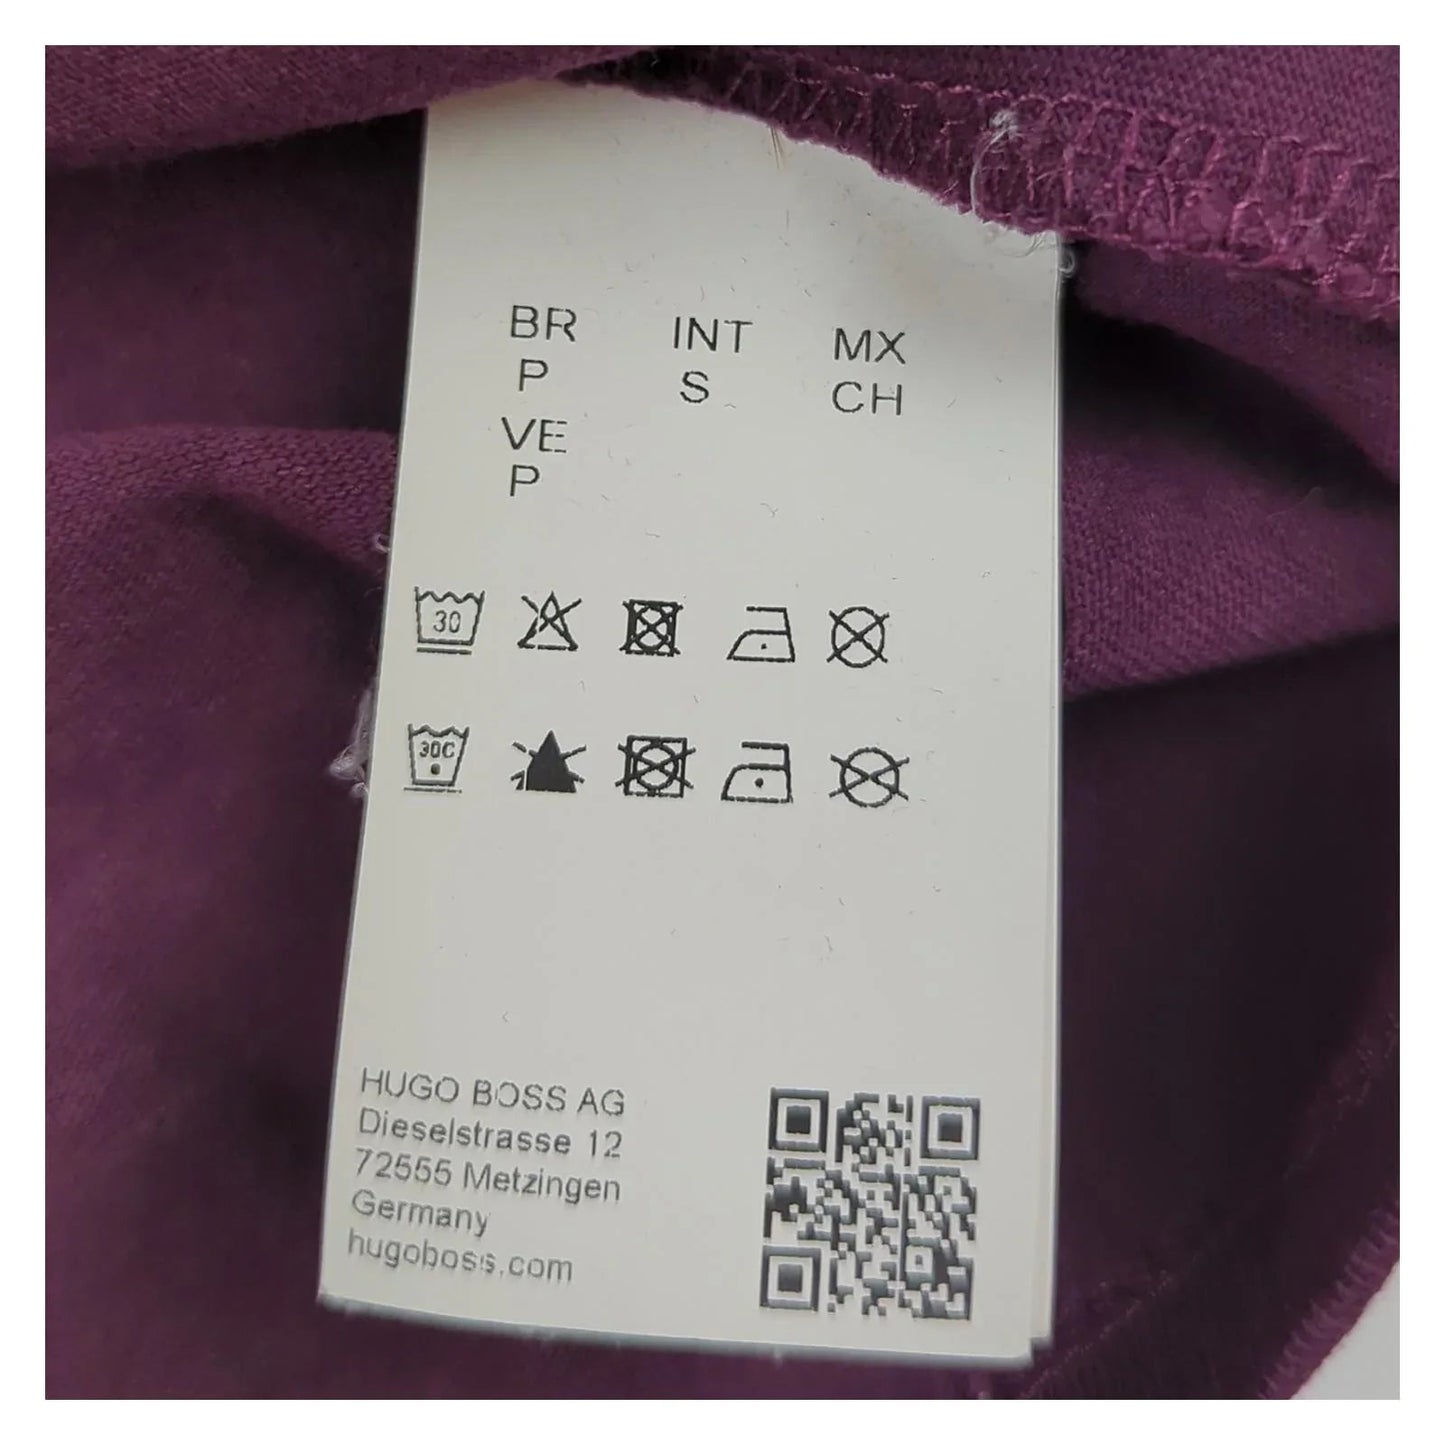 BR INT MX
P S CH
VE
P
30
30C
HUGO BOSS AG
Dieselstrasse 12
72555 Metzingen
Germany
hugoboss.com